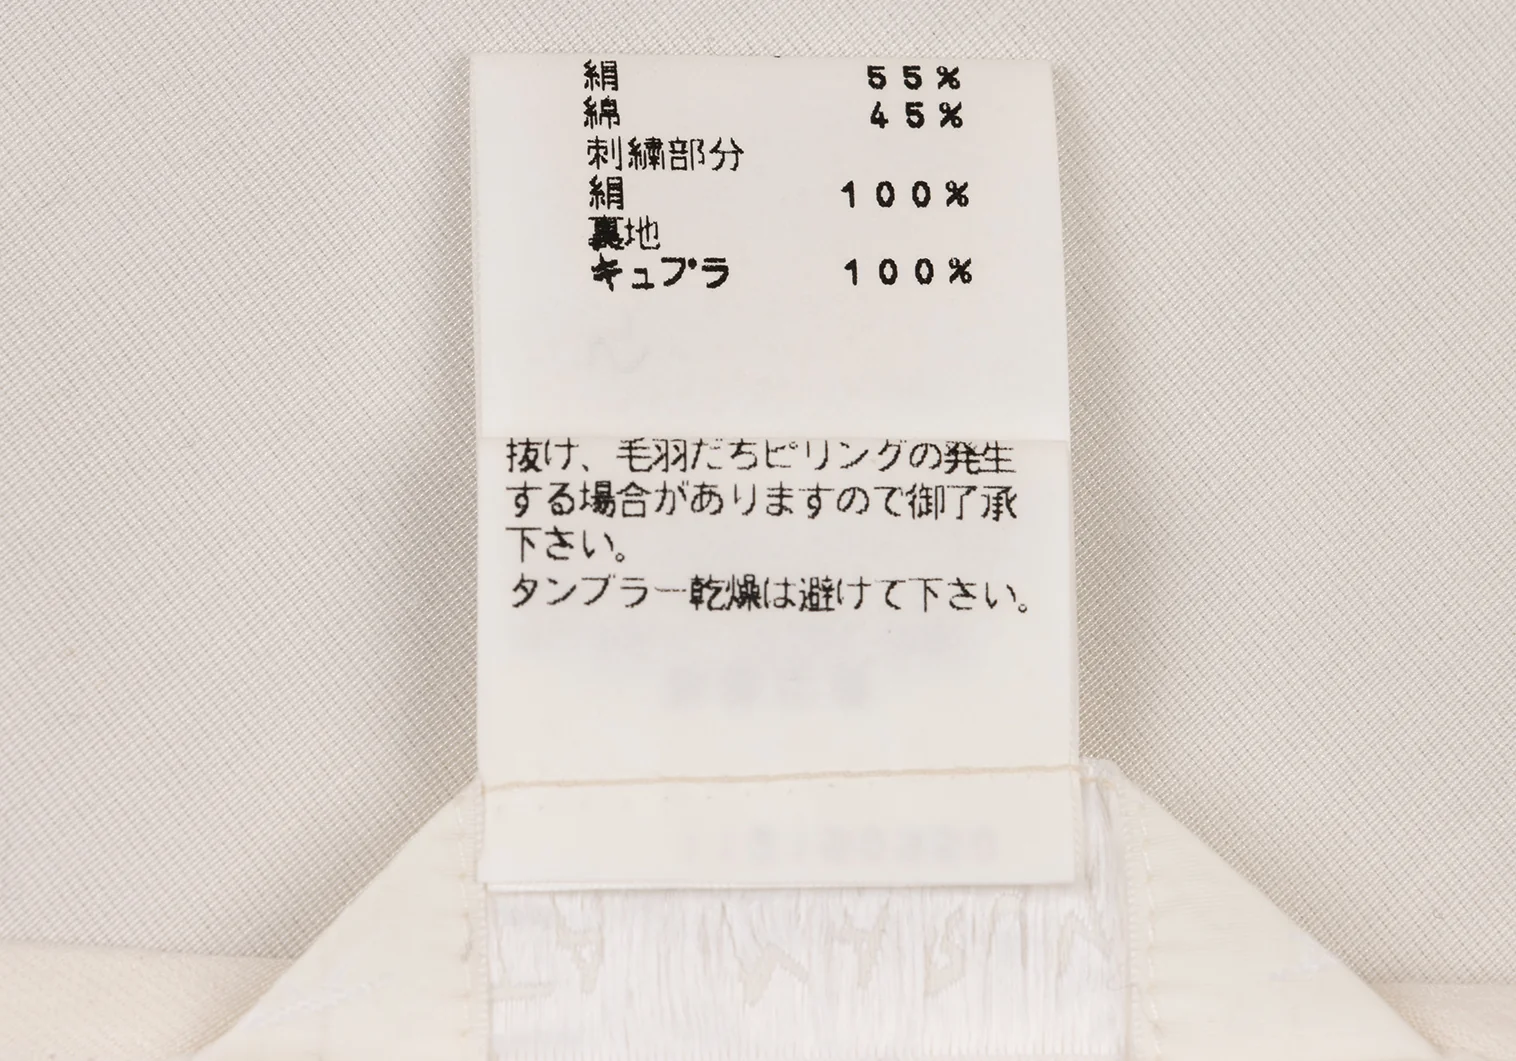 絹 55%
綿 45%
刺繍部分
絹 100%
裏地
キュプラ 100%
抜け、毛羽だちピリングの発生
する場合がありますので御了承
下さい。
タンブラー乾燥は避けて下さい。